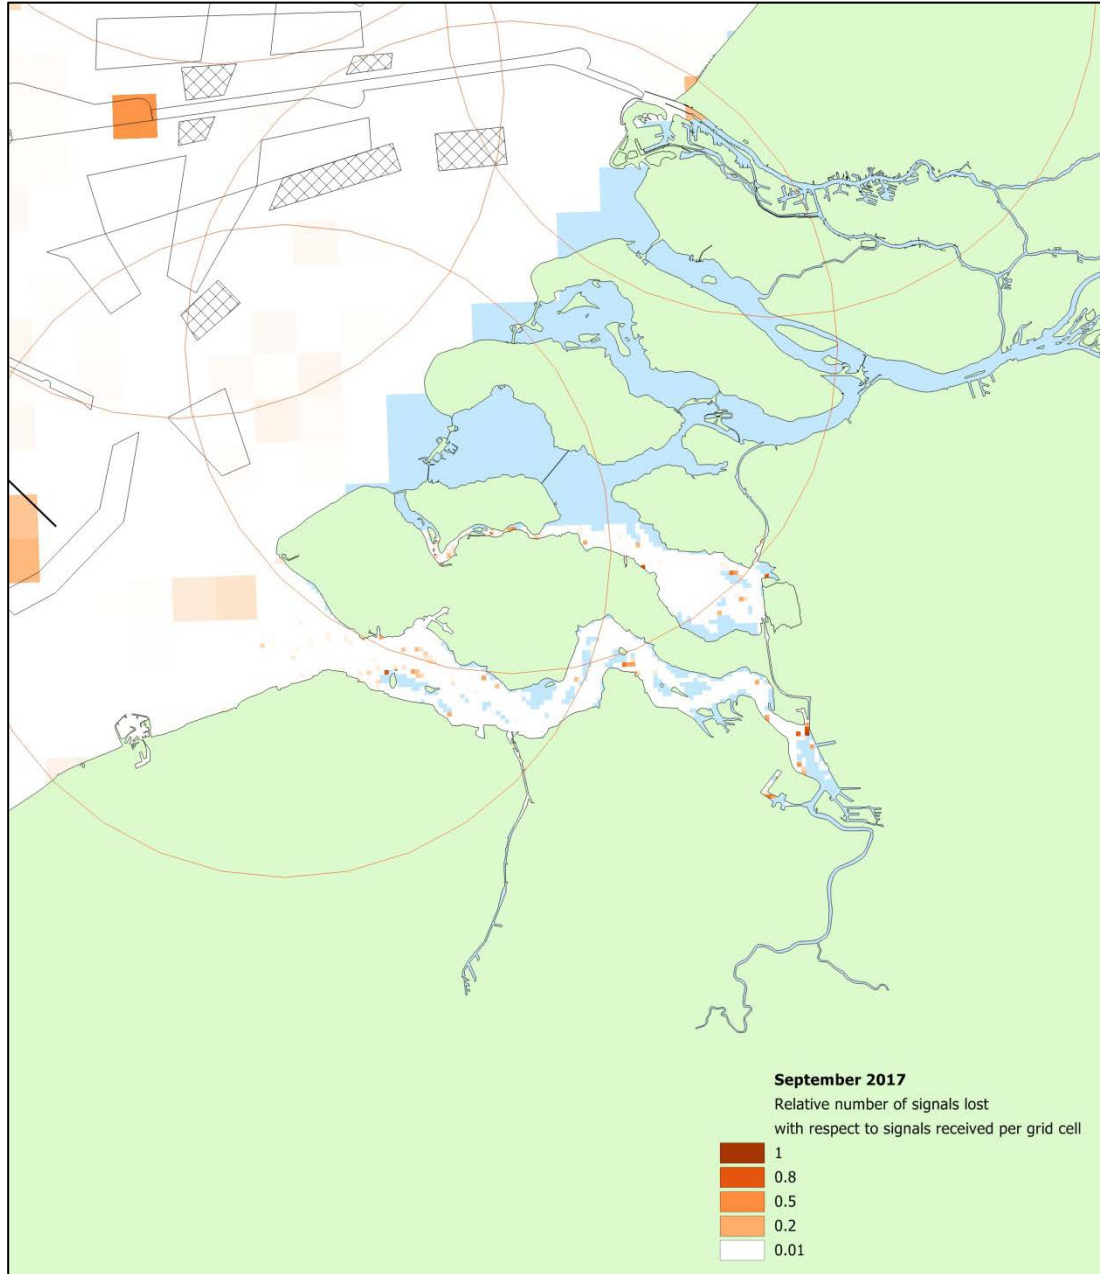 September 2017
Relative number of signals lost
with respect to signals received per grid cell
1
0.8
0.5
0.2
0.01